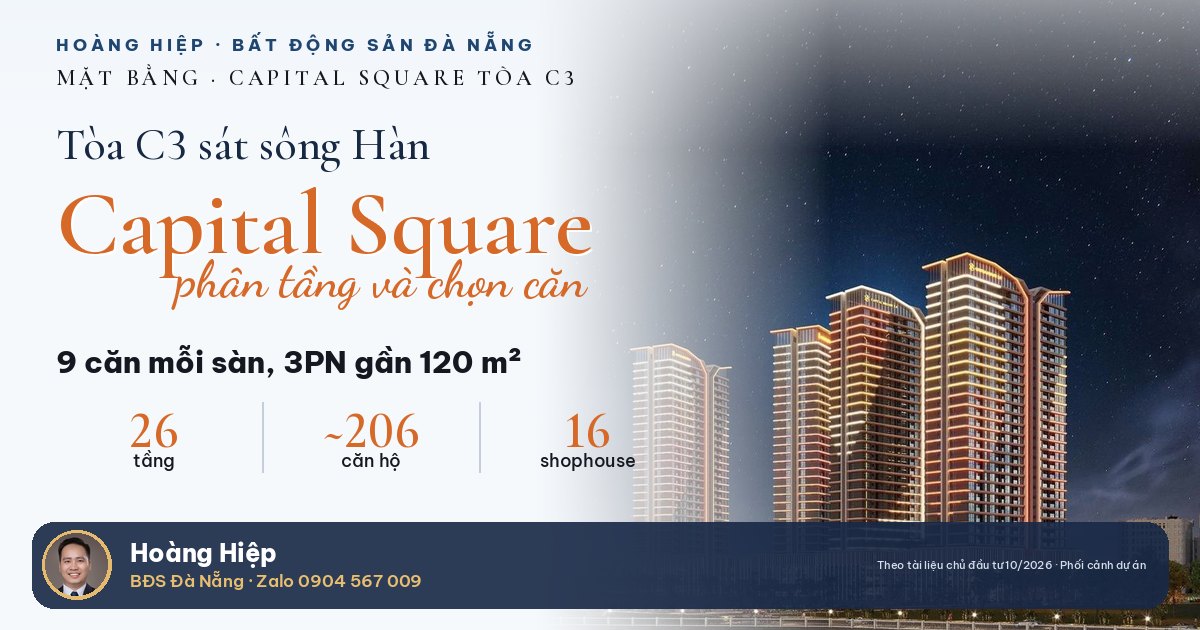 HOÀNG HIỆP · BẤT ĐỘNG SẢN ĐÀ NẴNG
MẶT BẰNG · CAPITAL SQUARE TÒA C3
Tòa C3 sát sông Hàn
Capital Square
phân tầng và chọn căn
9 căn mỗi sàn, 3PN gần 120 m²
26
tầng
~206
căn hộ
16
shophouse
Hoàng Hiệp
BĐS Đà Nẵng · Zalo 0904 567 009
Theo tài liệu chủ đầu tư 10/2026 · Phối cảnh dự án